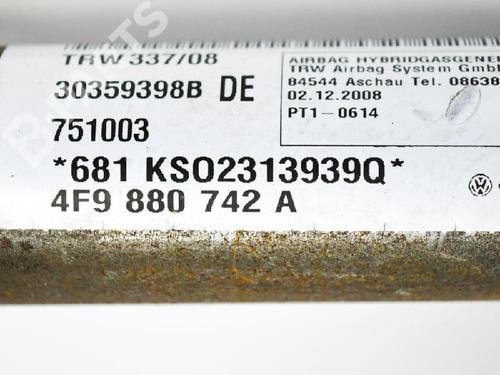 TRW 337/08
30359398B DE
751003
*681 KSO2313939Q*
4F9 880 742 A
AIRBAG HYBRIDGASGENE
TRW Airbag System Gmb
84544 Aschau Tel. 08638
02.12.2008
PT1-0614